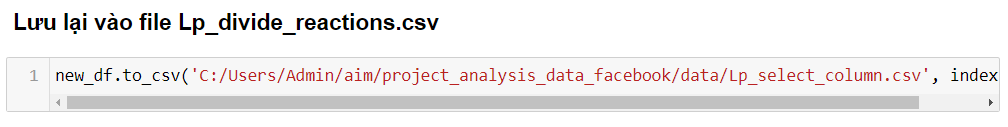 Lưu lại vào file Lp_divide_reactions.csv
1 new_df.to_csv('C:/Users/Admin/aim/project_analysis_data_facebook/data/Lp_select_column.csv', index